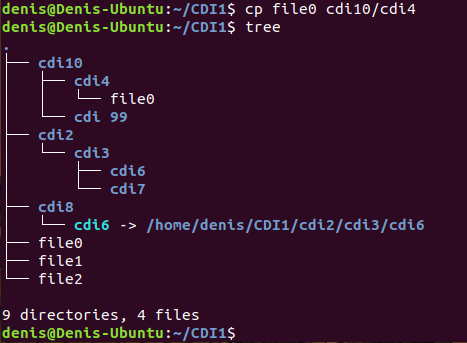 denis@Denis-Ubuntu:~/CDI1$ cp file0 cdi10/cdi4
denis@Denis-Ubuntu:~/CDI1$ tree
.
├── cdi10
│   ├── cdi4
│   │   └── file0
│   └── cdi 99
├── cdi2
│   └── cdi3
│       ├── cdi6
│       └── cdi7
├── cdi8
│   └── cdi6 -> /home/denis/CDI1/cdi2/cdi3/cdi6
├── file0
├── file1
└── file2
9 directories, 4 files
denis@Denis-Ubuntu:~/CDI1$